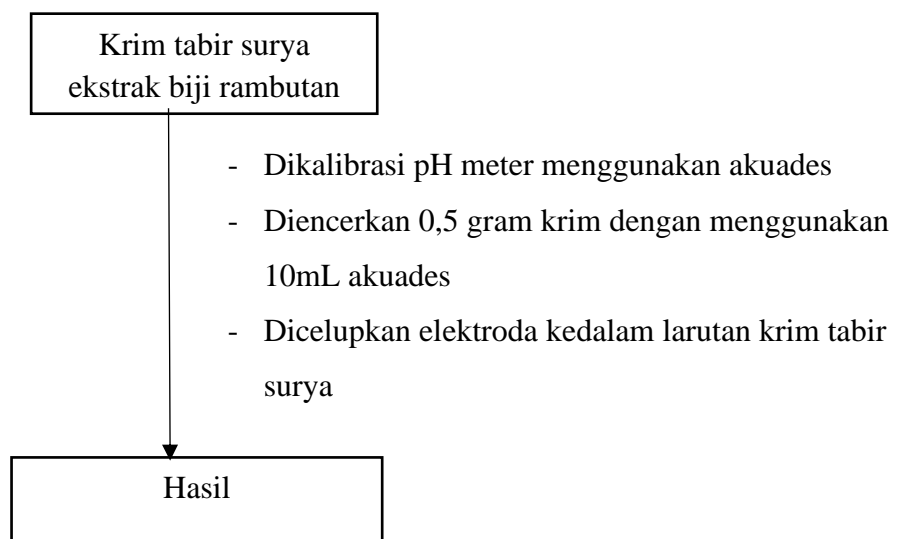 Krim tabir surya
ekstrak biji rambutan
- Dikalibrasi pH meter menggunakan akuades
- Diencerkan 0,5 gram krim dengan menggunakan
10mL akuades
- Dicelupkan elektroda kedalam larutan krim tabir
surya
Hasil